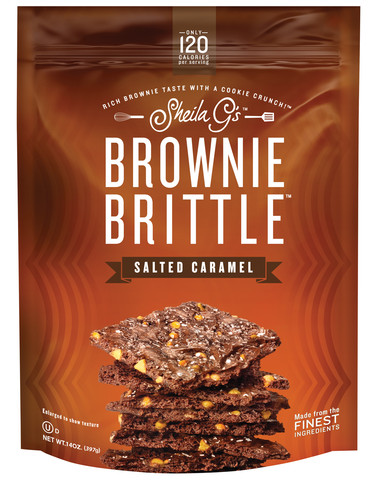 ONLY
120
CALORIES
per serving
RICH BROWNIE TASTE WITH A COOKIE CRUNCH!™
Sheila G's™
BROWNIE
BRITTLE™
SALTED CARAMEL
Enlarged to show texture
U D
NET WT. 14OZ. (397g)
Made from the
FINEST
INGREDIENTS